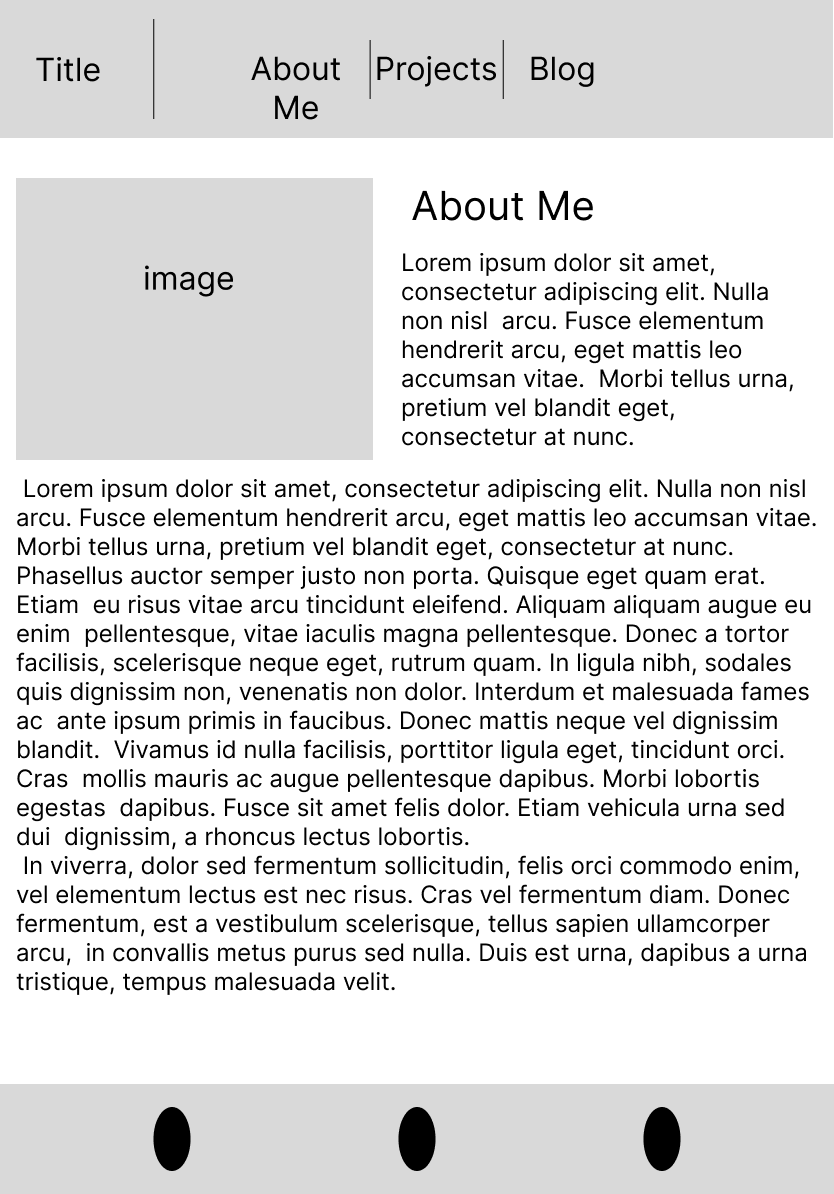 Title
About
Me
Projects
Blog
image
About Me
Lorem ipsum dolor sit amet,
consectetur adipiscing elit. Nulla
non nisl  arcu. Fusce elementum
hendrerit arcu, eget mattis leo
accumsan vitae.  Morbi tellus urna,
pretium vel blandit eget,
consectetur at nunc.
Lorem ipsum dolor sit amet, consectetur adipiscing elit. Nulla non nisl
arcu. Fusce elementum hendrerit arcu, eget mattis leo accumsan vitae.
Morbi tellus urna, pretium vel blandit eget, consectetur at nunc.
Phasellus auctor semper justo non porta. Quisque eget quam erat.
Etiam  eu risus vitae arcu tincidunt eleifend. Aliquam aliquam augue eu
enim  pellentesque, vitae iaculis magna pellentesque. Donec a tortor
facilisis, scelerisque neque eget, rutrum quam. In ligula nibh, sodales
quis dignissim non, venenatis non dolor. Interdum et malesuada fames
ac  ante ipsum primis in faucibus. Donec mattis neque vel dignissim
blandit.  Vivamus id nulla facilisis, porttitor ligula eget, tincidunt orci.
Cras  mollis mauris ac augue pellentesque dapibus. Morbi lobortis
egestas  dapibus. Fusce sit amet felis dolor. Etiam vehicula urna sed
dui  dignissim, a rhoncus lectus lobortis.
In viverra, dolor sed fermentum sollicitudin, felis orci commodo enim,
vel elementum lectus est nec risus. Cras vel fermentum diam. Donec
fermentum, est a vestibulum scelerisque, tellus sapien ullamcorper
arcu,  in convallis metus purus sed nulla. Duis est urna, dapibus a urna
tristique, tempus malesuada velit.